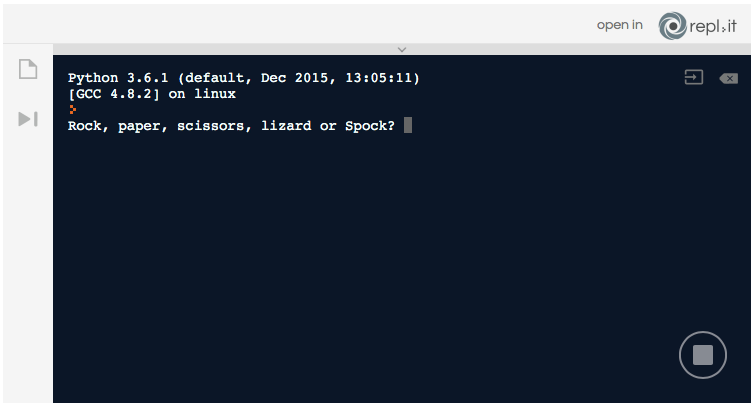 open in repl.it
Python 3.6.1 (default, Dec 2015, 13:05:11)
[GCC 4.8.2] on linux
Rock, paper, scissors, lizard or Spock?